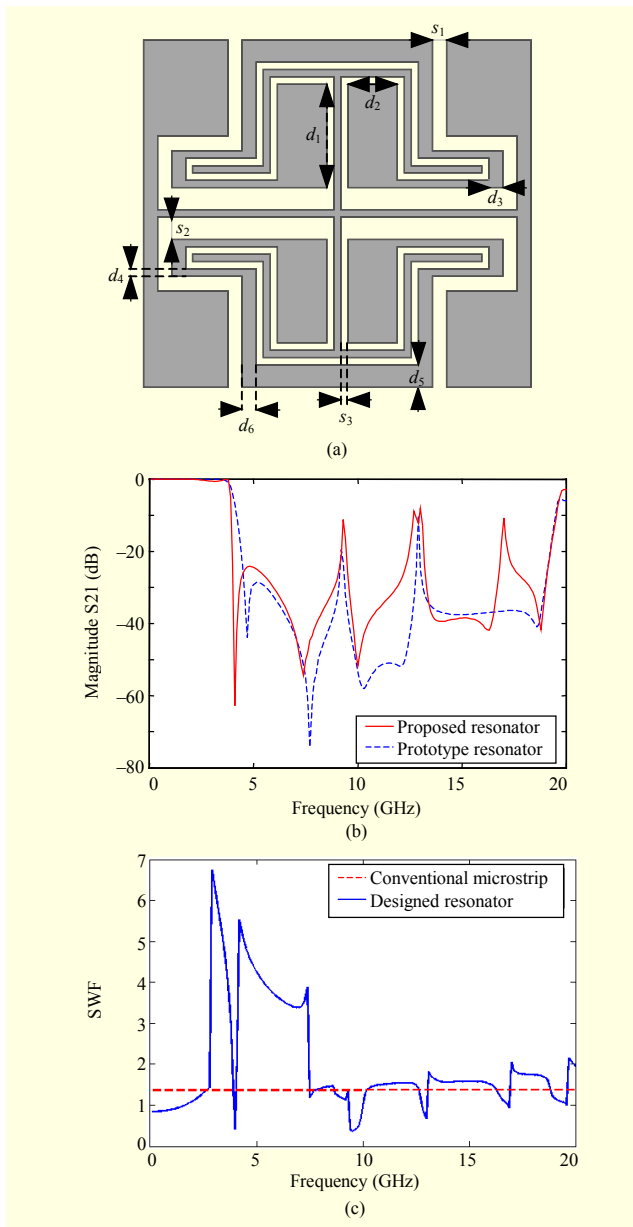 s1
d2
d1
d3
s2
d4
d5
s3
d6
(a)
0
–20
–40
–60
–80
Magnitude S21 (dB)
Proposed resonator
Prototype resonator
0 5 10 15 20
Frequency (GHz)
(b)
7
6
5
4
3
2
1
0
SWF
Conventional microstrip
Designed resonator
0 5 10 15 20
Frequency (GHz)
(c)